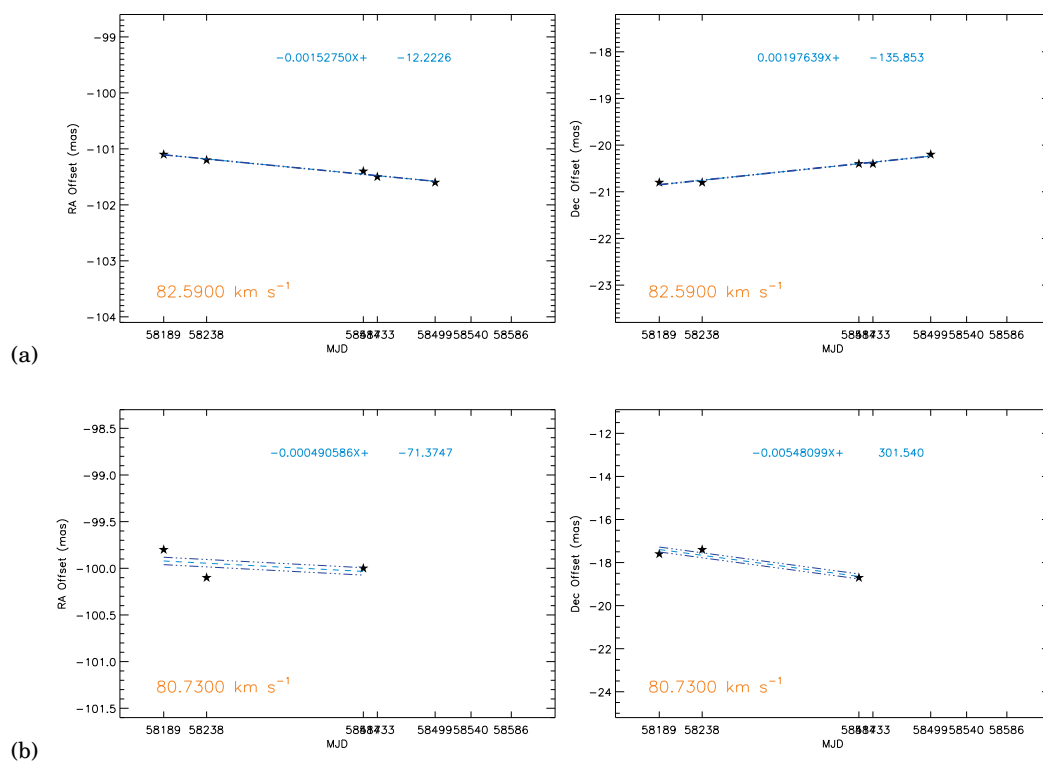 -0.00152750X+ -12.2226
-99
-100
-101
-102
-103
-104
RA Offset (mas)
82.5900 km s⁻¹
58189 58238 58499 58540 58586
MJD
0.00197639X+ -135.853
-18
-19
-20
-21
-22
-23
Dec Offset (mas)
82.5900 km s⁻¹
58189 58238 58499 58540 58586
MJD
(a)
-0.000490586X+ -71.3747
-98.5
-99.0
-99.5
-100.0
-100.5
-101.0
-101.5
RA Offset (mas)
80.7300 km s⁻¹
58189 58238 58499 58540 58586
MJD
-0.00548099X+ 301.540
-12
-14
-16
-18
-20
-22
-24
Dec Offset (mas)
80.7300 km s⁻¹
58189 58238 58499 58540 58586
MJD
(b)